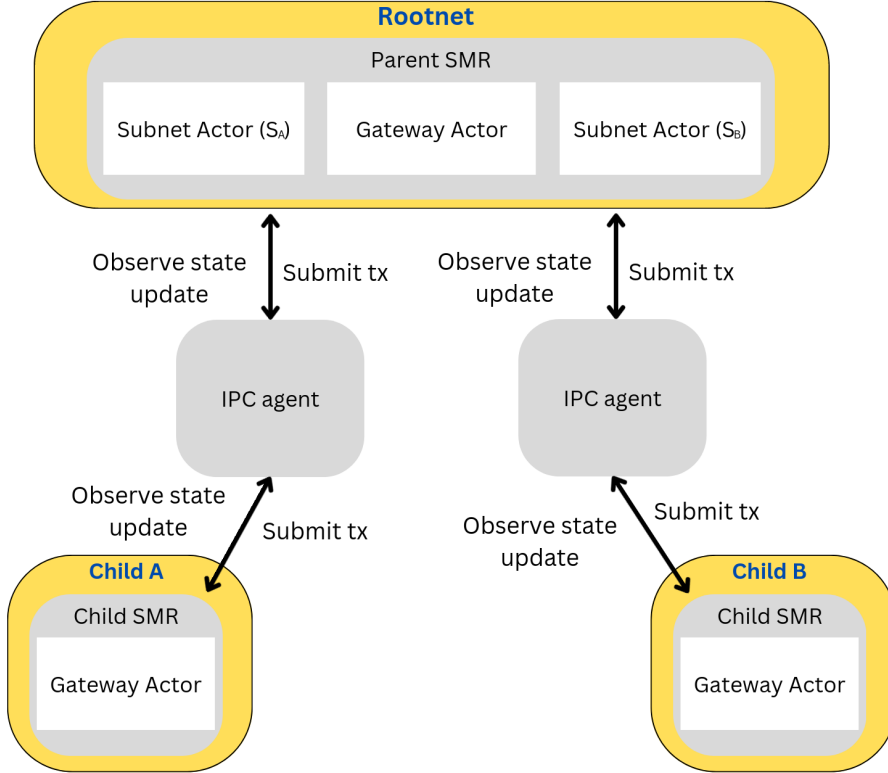 Rootnet
Parent SMR
Subnet Actor (SA)
Gateway Actor
Subnet Actor (SB)
Observe state
update
Submit tx
Observe state
update
Submit tx
IPC agent
IPC agent
Observe state
update
Submit tx
Observe state
update
Submit tx
Child A
Child SMR
Gateway Actor
Child B
Child SMR
Gateway Actor